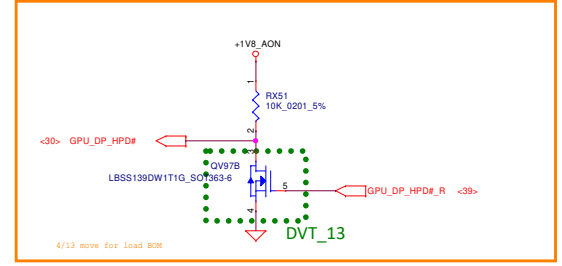 +1V8_AON
1
RX51
10K_0201_5%
2
<30> GPU_DP_HPD#
3
QV97B
LBSS139DW1T1G_SOT363-6
5
GPU_DP_HPD#_R <39>
4
DVT_13
4/13 move for load BOM